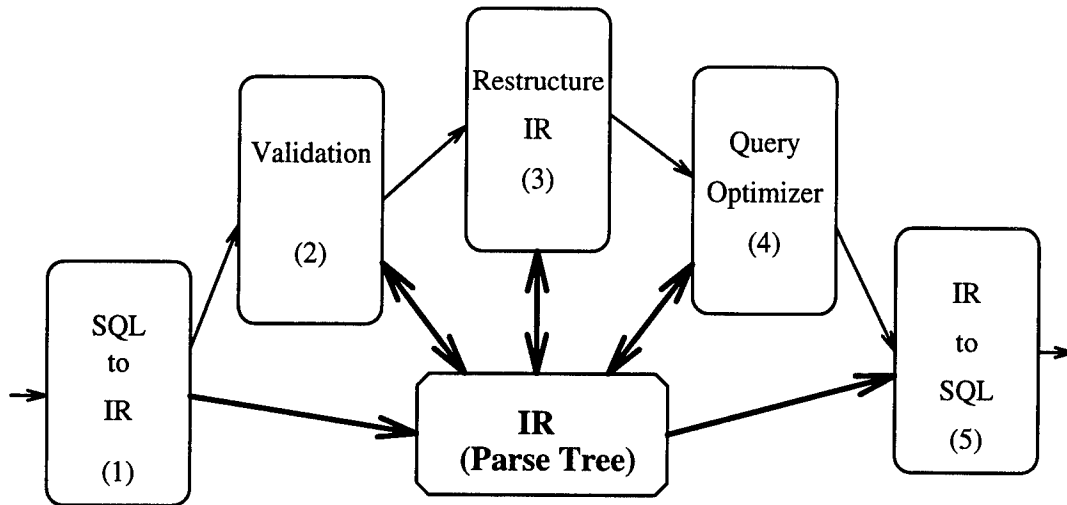 SQL
to
IR
(1)
Validation
(2)
Restructure
IR
(3)
Query
Optimizer
(4)
IR
to
SQL
(5)
IR
(Parse Tree)